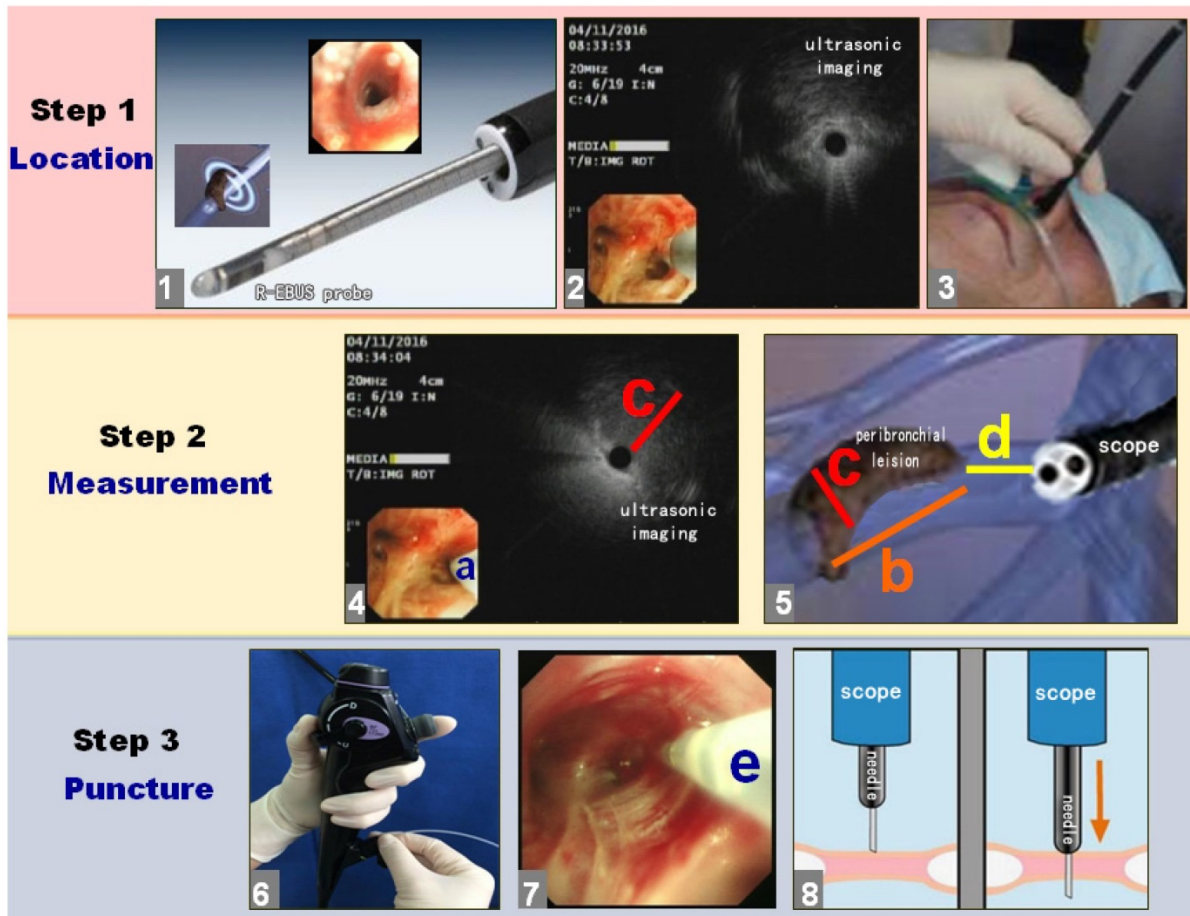 Step 1
Location
R-EBUS probe
1
04/11/2016
08:33:53
20MHz 4cm
G: 6/19 I:N
C:4/8
MEDIA
T/B:IMG ROT
ultrasonic
imaging
2
3
Step 2
Measurement
04/11/2016
08:34:04
20MHz 4cm
G: 6/19 I:N
C:4/8
MEDIA
T/B:IMG ROT
c
ultrasonic
imaging
a
4
peribronchial
leision
c
d
scope
b
5
Step 3
Puncture
D
U
6
e
7
scope
needle
scope
needle
8